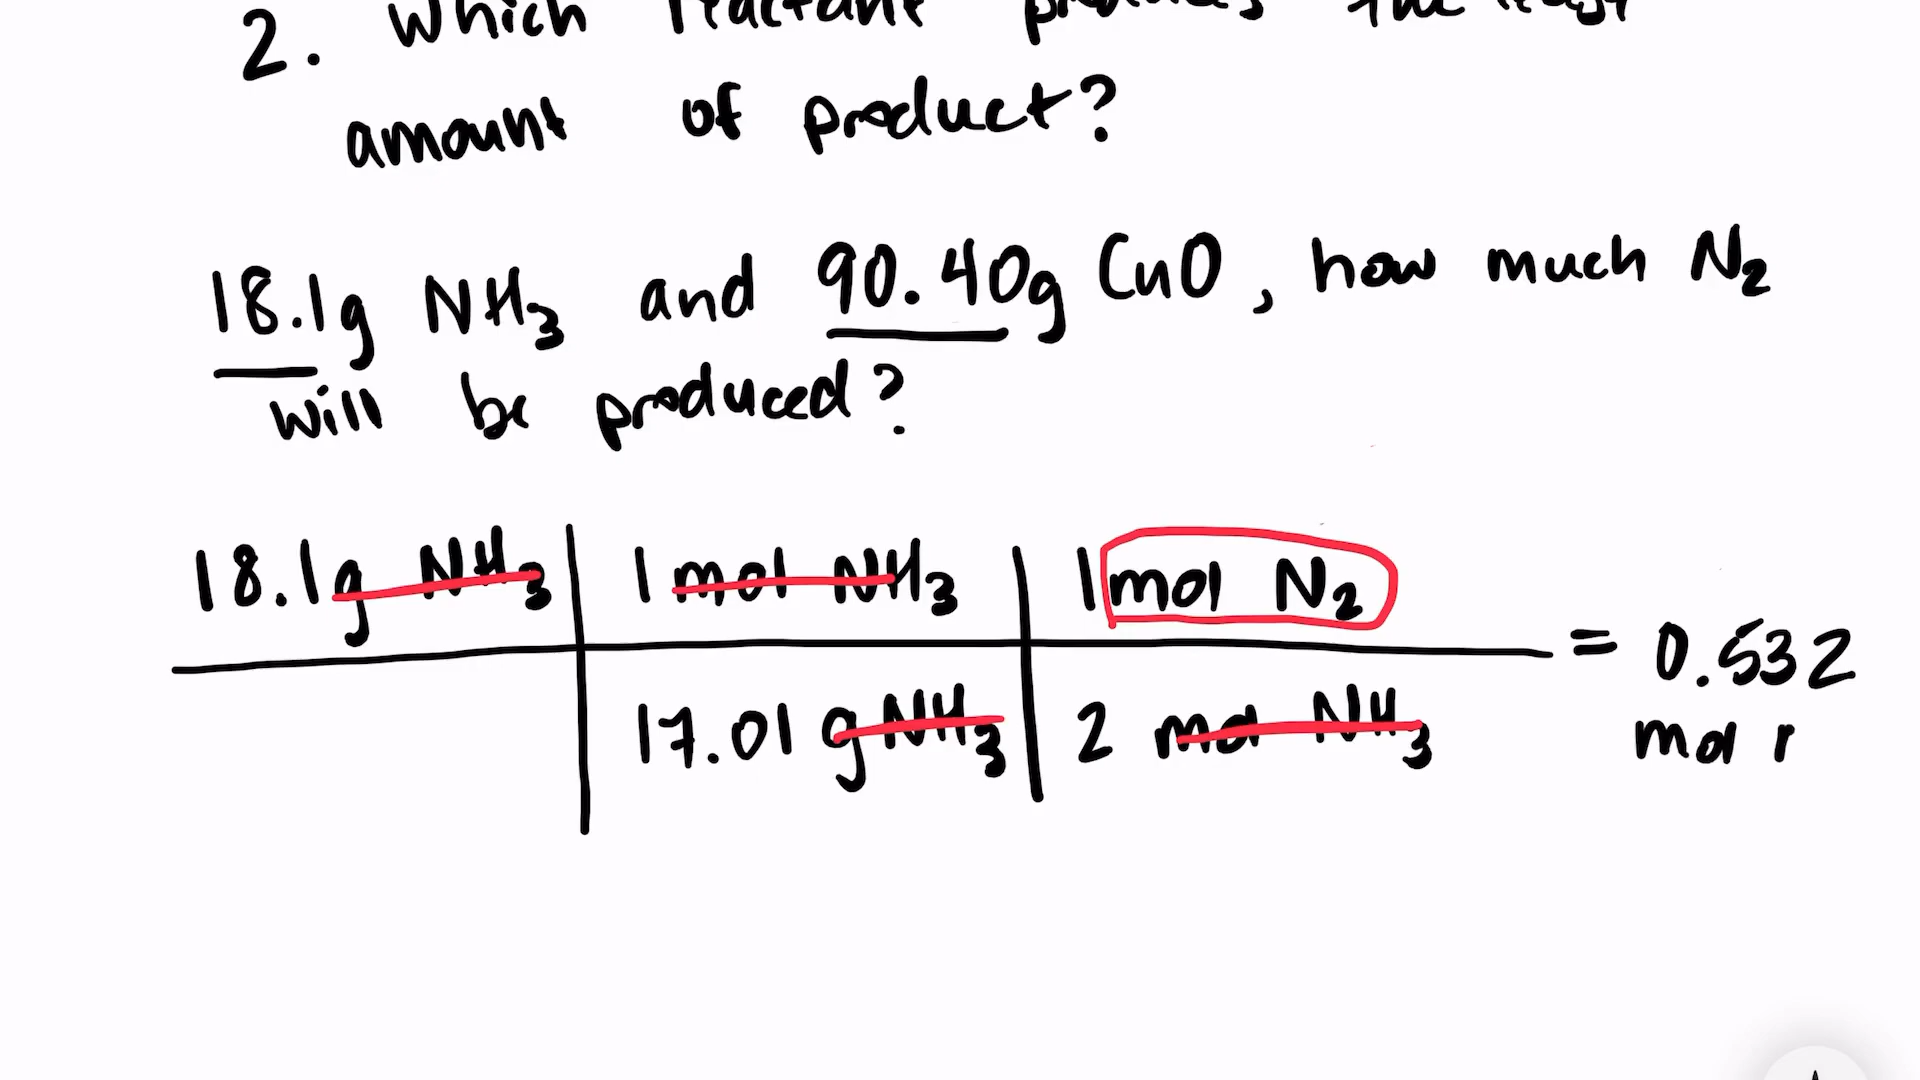 2. Which reactant produces the least
amount of product?
18.1g NH₃ and 90.40g CuO, how much N₂
will be produced?
18.1g NH₃ | 1 mol NH₃ | 1 mol N₂
= 0.532
17.01 g NH₃ | 2 mol NH₃
mol